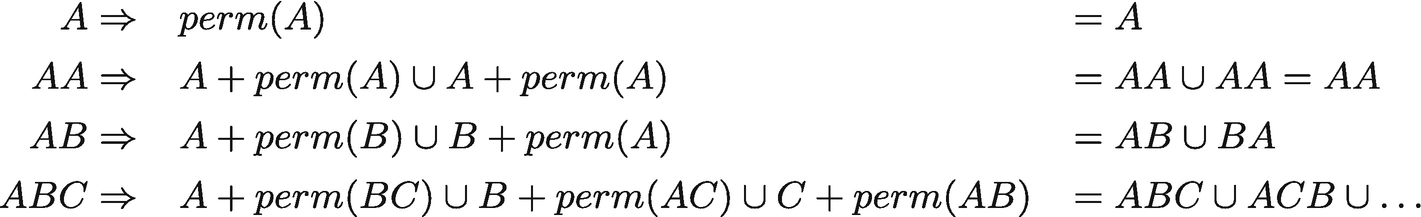 A ⇒ perm(A) = A
AA ⇒ A + perm(A) ∪ A + perm(A) = AA ∪ AA = AA
AB ⇒ A + perm(B) ∪ B + perm(A) = AB ∪ BA
ABC ⇒ A + perm(BC) ∪ B + perm(AC) ∪ C + perm(AB) = ABC ∪ ACB ∪ ...